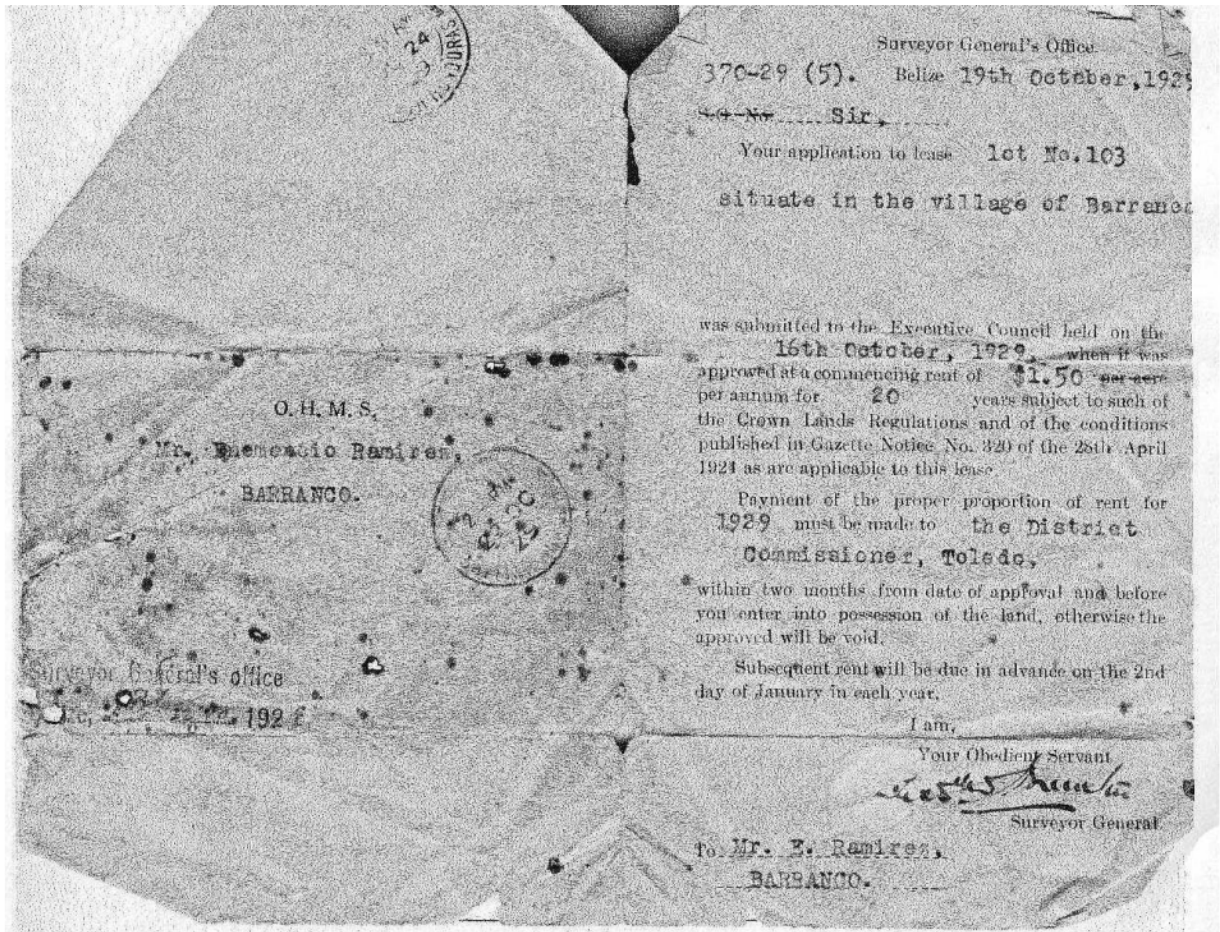 24
Surveyor General's Office.
370-29 (5). Belize 19th October, 1929
Sir,
Your application to lease lot No.103
situate in the village of Barranco
was submitted to the Executive Council held on the
16th October, 1929, when it was
approved at a commencing rent of $1.50 per acre
per annum for 20 years subject to such of
the Crown Lands Regulations and of the conditions
published in Gazette Notice No. 320 of the 28th April
1924 as are applicable to this lease
Payment of the proper proportion of rent for
1929 must be made to the District
Commissioner, Toledo,
within two months from date of approval and before
you enter into possession of the land, otherwise the
approved will be void.
Subsequent rent will be due in advance on the 2nd
day of January in each year.
I am,
Your Obedient Servant
Surveyor General.
To Mr. E. Ramirez,
BARRANCO.
O. H. M. S.
Mr. Ramirez,
BARRANCO.
Surveyor General's office
192